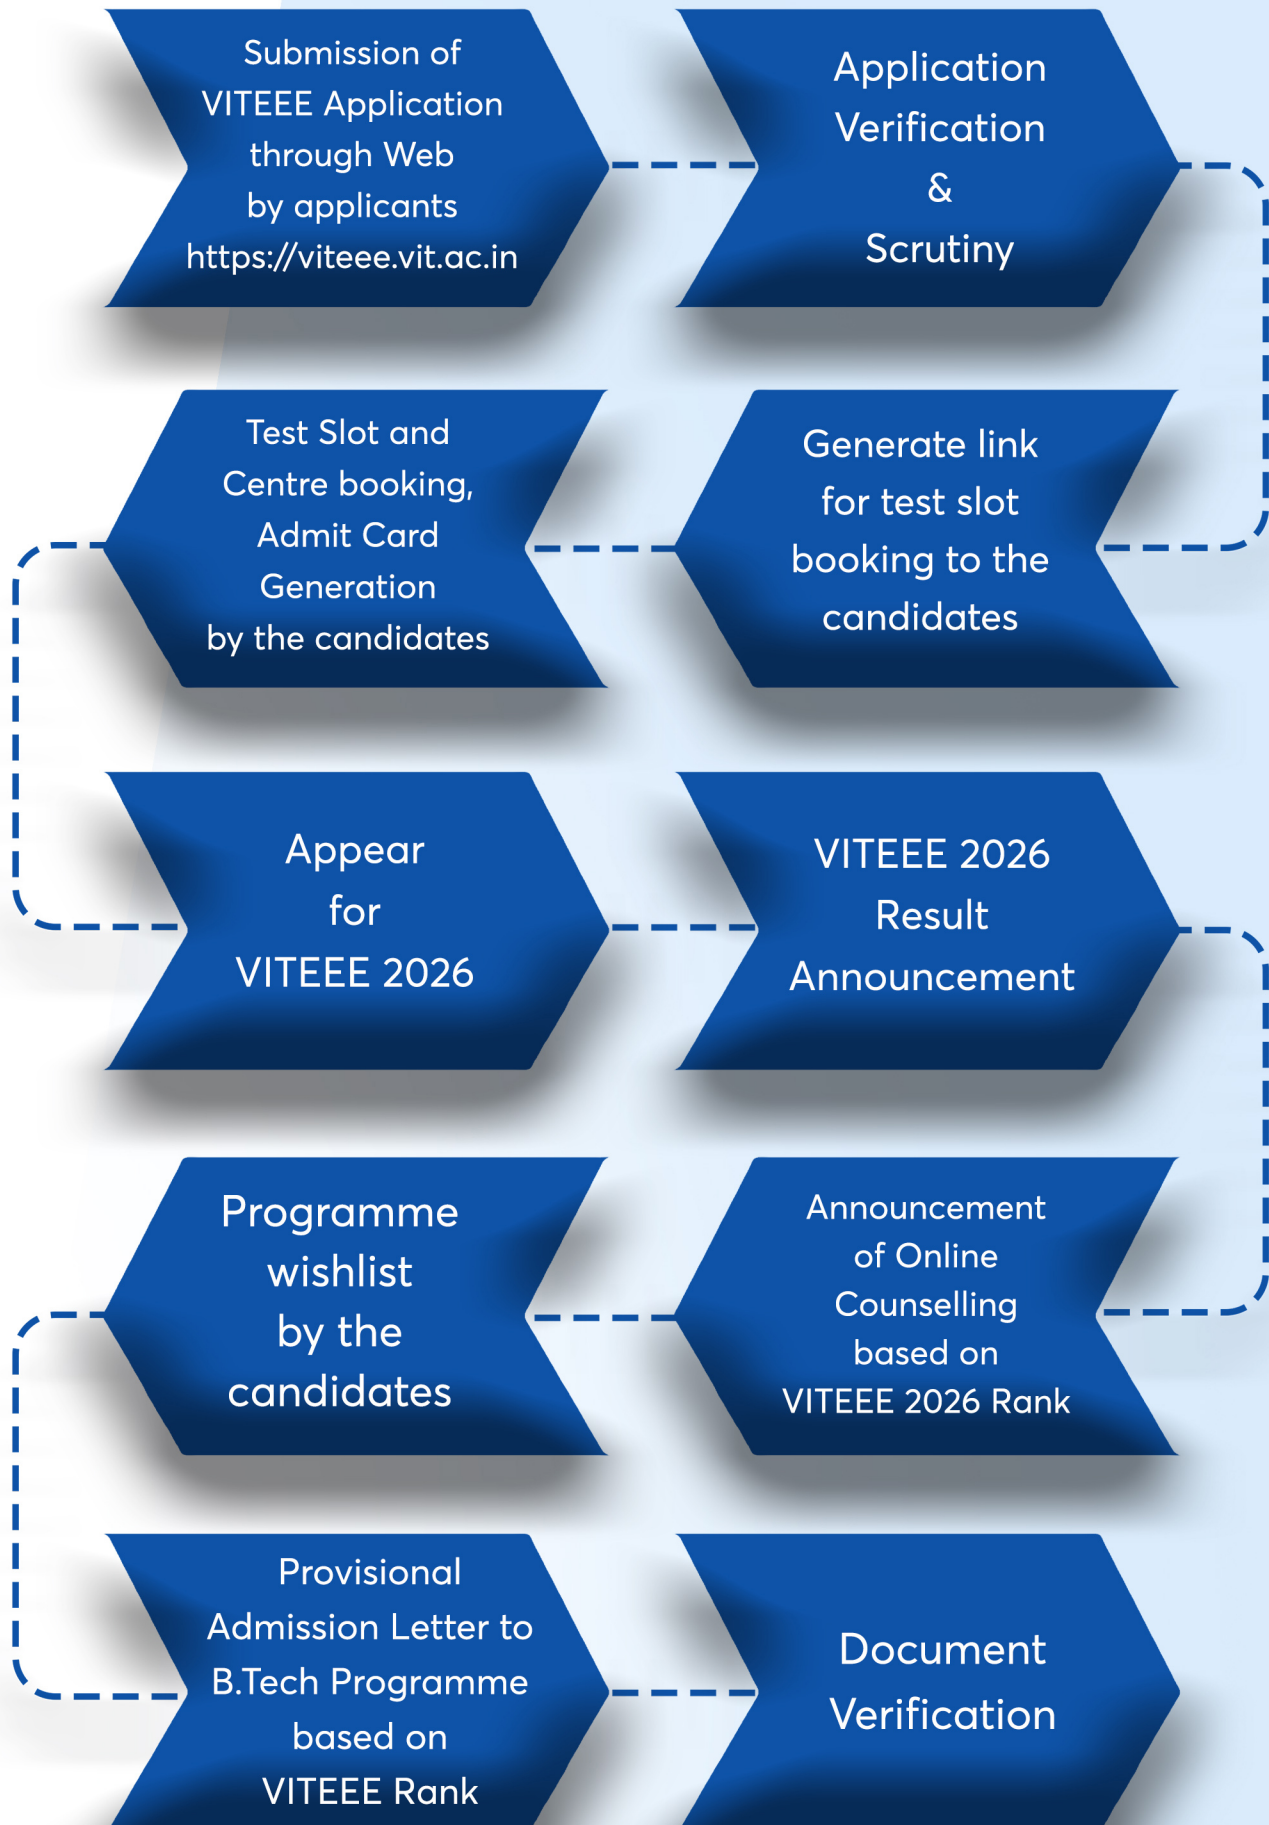 Submission of
VITEEE Application
through Web
by applicants
https://viteee.vit.ac.in
Application
Verification
&
Scrutiny
Generate link
for test slot
booking to the
candidates
Test Slot and
Centre booking,
Admit Card
Generation
by the candidates
Appear
for
VITEEE 2026
VITEEE 2026
Result
Announcement
Announcement
of Online
Counselling
based on
VITEEE 2026 Rank
Programme
wishlist
by the
candidates
Provisional
Admission Letter to
B.Tech Programme
based on
VITEEE Rank
Document
Verification